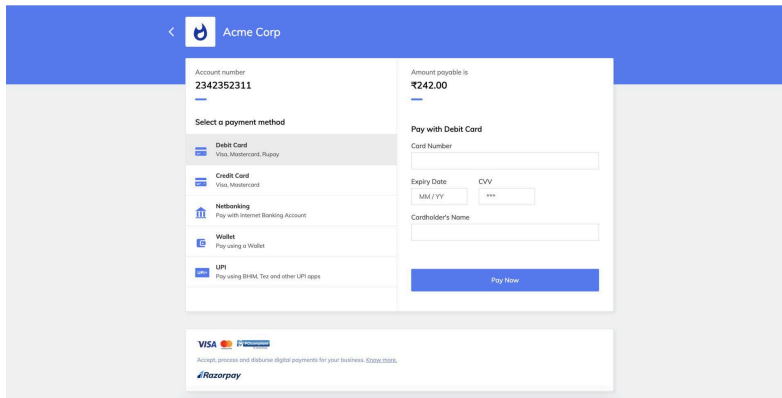 Acme Corp
Account number
2342352311
Select a payment method
Debit Card
Visa, Mastercard, Rupay
Credit Card
Visa, Mastercard
Netbanking
Pay with Internet Banking Account
Wallet
Pay using a Wallet
UPI
UPI
Pay using BHIM, Tez and other UPI apps
Amount payable is
₹242.00
Pay with Debit Card
Card Number
Expiry Date CVV
MM / YY ***
Cardholder's Name
Pay Now
VISA
Accept, process and disburse digital payments for your business. Know more.
Razorpay